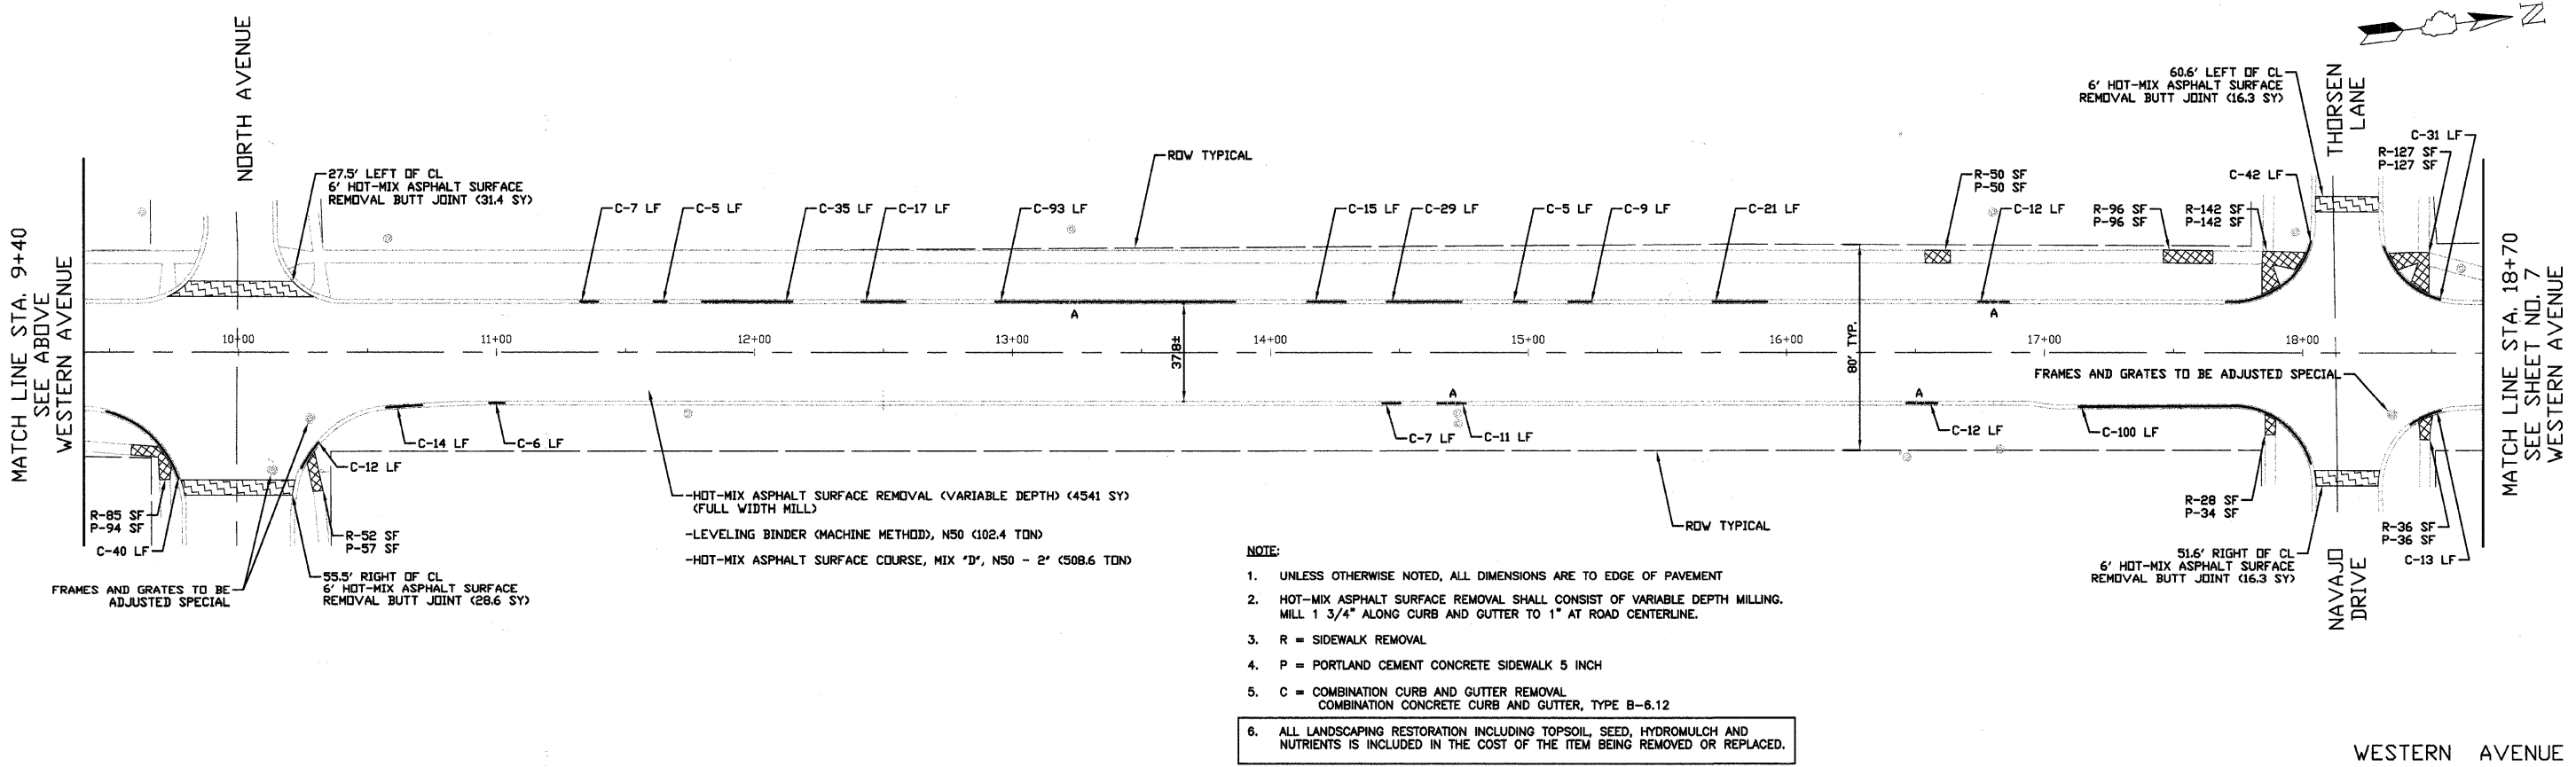 N
NORTH AVENUE
THORSEN
LANE
60.6' LEFT OF CL
6' HOT-MIX ASPHALT SURFACE
REMOVAL BUTT JOINT (16.3 SY)
C-31 LF
R-127 SF
P-127 SF
C-42 LF
ROW TYPICAL
27.5' LEFT OF CL
6' HOT-MIX ASPHALT SURFACE
REMOVAL BUTT JOINT (31.4 SY)
R-50 SF
P-50 SF
C-7 LF
C-5 LF
C-35 LF
C-17 LF
C-93 LF
C-15 LF
C-29 LF
C-5 LF
C-9 LF
C-21 LF
C-12 LF
R-96 SF
P-96 SF
R-142 SF
P-142 SF
MATCH LINE STA. 9+40
SEE ABOVE
WESTERN AVENUE
MATCH LINE STA. 18+70
SEE SHEET NO. 7
WESTERN AVENUE
A
A
10+00
11+00
12+00
13+00
14+00
15+00
16+00
17+00
18+00
37.8±
80' TYP.
FRAMES AND GRATES TO BE ADJUSTED SPECIAL
A
A
C-14 LF
C-6 LF
C-7 LF
C-11 LF
C-12 LF
C-100 LF
C-12 LF
R-85 SF
P-94 SF
C-40 LF
R-52 SF
P-57 SF
-HOT-MIX ASPHALT SURFACE REMOVAL (VARIABLE DEPTH) (4541 SY)
(FULL WIDTH MILL)
-LEVELING BINDER (MACHINE METHOD), N50 (102.4 TON)
-HOT-MIX ASPHALT SURFACE COURSE, MIX "D", N50 - 2" (508.6 TON)
ROW TYPICAL
R-28 SF
P-34 SF
R-36 SF
P-36 SF
C-13 LF
FRAMES AND GRATES TO BE
ADJUSTED SPECIAL
55.5' RIGHT OF CL
6' HOT-MIX ASPHALT SURFACE
REMOVAL BUTT JOINT (28.6 SY)
51.6' RIGHT OF CL
6' HOT-MIX ASPHALT SURFACE
REMOVAL BUTT JOINT (16.3 SY)
NAVAJO
DRIVE
NOTE:
1. UNLESS OTHERWISE NOTED, ALL DIMENSIONS ARE TO EDGE OF PAVEMENT
2. HOT-MIX ASPHALT SURFACE REMOVAL SHALL CONSIST OF VARIABLE DEPTH MILLING.
MILL 1 3/4" ALONG CURB AND GUTTER TO 1" AT ROAD CENTERLINE.
3. R = SIDEWALK REMOVAL
4. P = PORTLAND CEMENT CONCRETE SIDEWALK 5 INCH
5. C = COMBINATION CURB AND GUTTER REMOVAL
COMBINATION CONCRETE CURB AND GUTTER, TYPE B-6.12
6. ALL LANDSCAPING RESTORATION INCLUDING TOPSOIL, SEED, HYDROMULCH AND
NUTRIENTS IS INCLUDED IN THE COST OF THE ITEM BEING REMOVED OR REPLACED.
WESTERN AVENUE